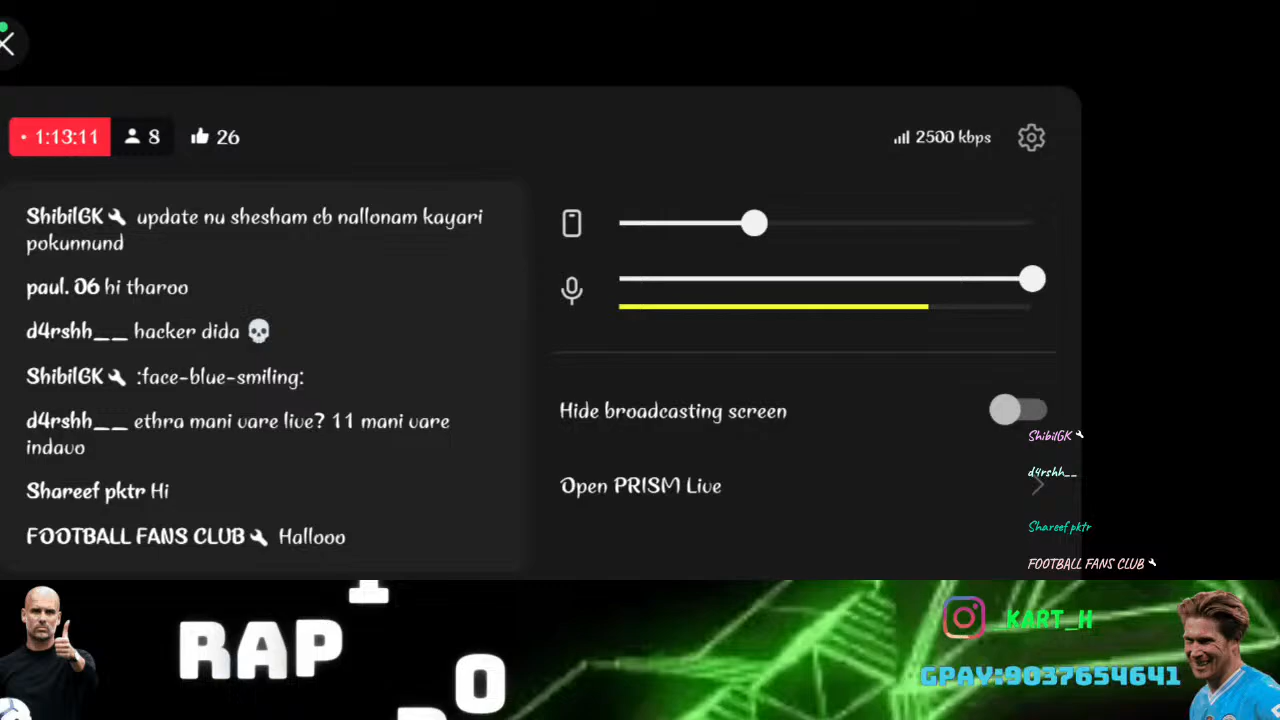 1:13:11 8 26
2500 kbps
ShibilGK update nu shesham cb nallonam kayari
pokunnund
paul. 06 hi tharoo
d4rshh__ hacker dida 💀
ShibilGK :face-blue-smiling:
d4rshh__ ethra mani vare live? 11 mani vare
indavo
Shareef pktr Hi
FOOTBALL FANS CLUB Hallooo
Hide broadcasting screen
Open PRISM Live
ShibilGK
d4rshh__
Shareef pktr
FOOTBALL FANS CLUB
RAP
O
_KART_H
GPAY:9037654641